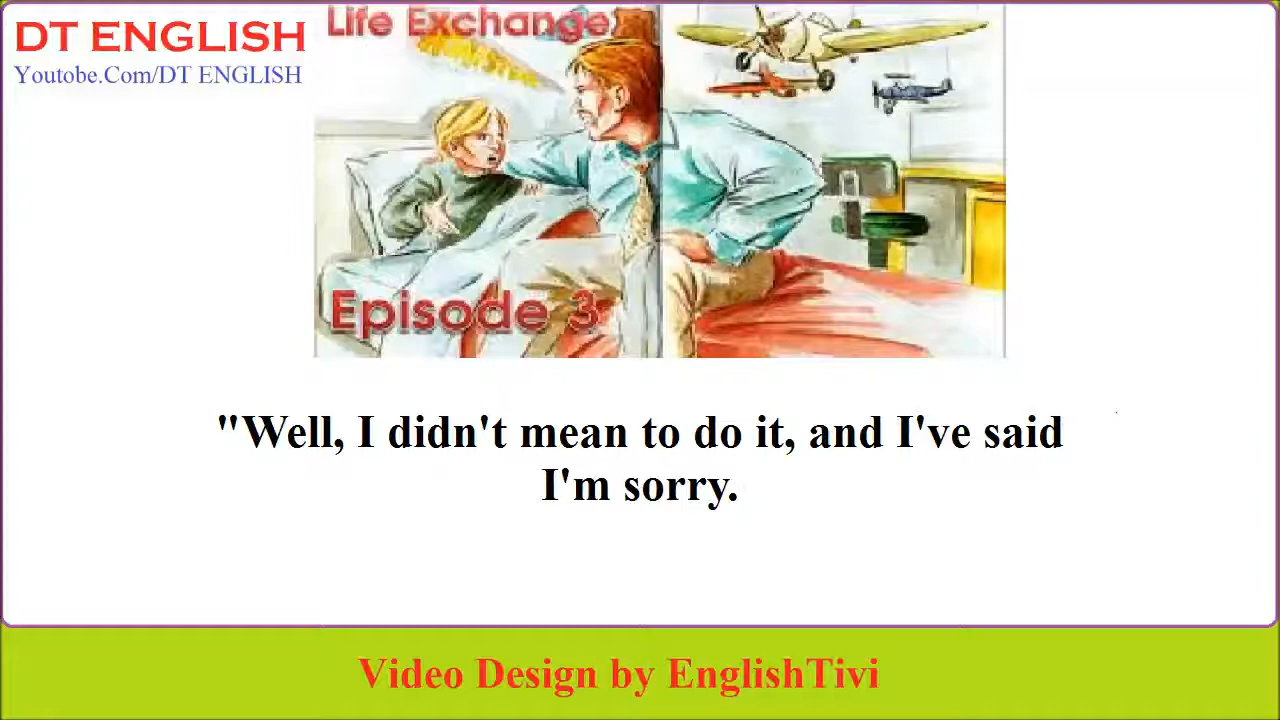 DT ENGLISH
Youtobe.Com/DT ENGLISH
Life Exchange
Episode 3
"Well, I didn't mean to do it, and I've said
I'm sorry.
Video Design by EnglishTivi